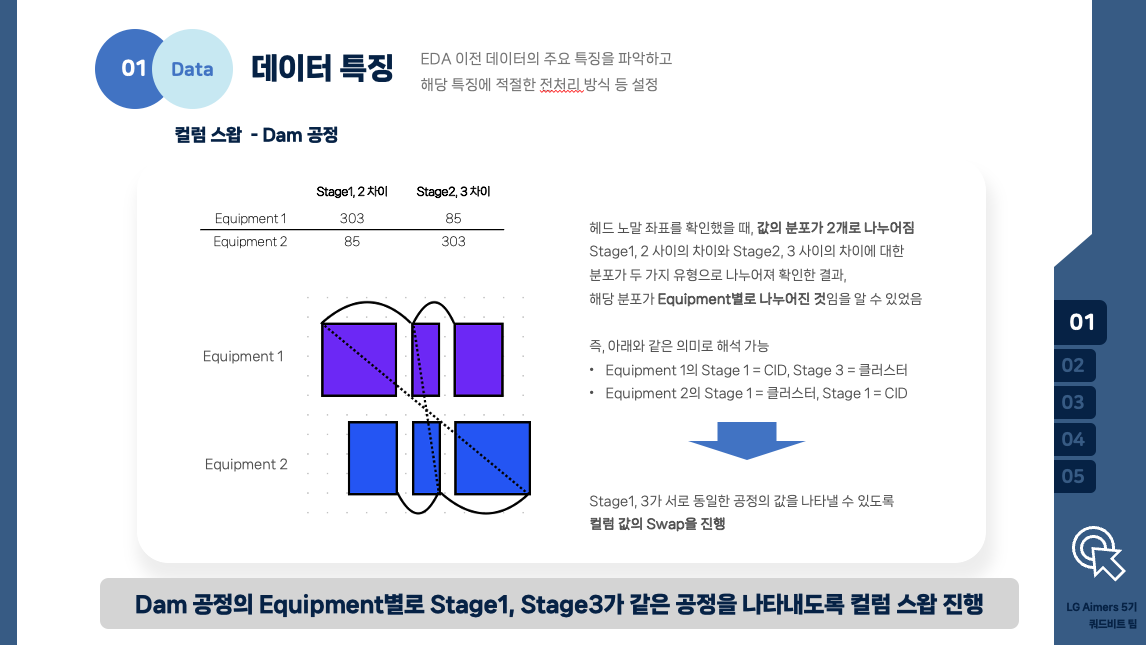 01 Data 데이터 특징
EDA 이전 데이터의 주요 특징을 파악하고
해당 특징에 적절한 전처리 방식 등 설정
컬럼 스왑 - Dam 공정
Stage1, 2 차이 Stage2, 3 차이
Equipment 1 303 85
Equipment 2 85 303
Equipment 1
Equipment 2
헤드 노말 좌표를 확인했을 때, 값의 분포가 2개로 나누어짐
Stage1, 2 사이의 차이와 Stage2, 3 사이의 차이에 대한
분포가 두 가지 유형으로 나누어져 확인한 결과,
해당 분포가 Equipment별로 나누어진 것임을 알 수 있었음
즉, 아래와 같은 의미로 해석 가능
• Equipment 1의 Stage 1 = CID, Stage 3 = 클러스터
• Equipment 2의 Stage 1 = 클러스터, Stage 1 = CID
Stage1, 3가 서로 동일한 공정의 값을 나타낼 수 있도록
컬럼 값의 Swap을 진행
Dam 공정의 Equipment별로 Stage1, Stage3가 같은 공정을 나타내도록 컬럼 스왑 진행
01
02
03
04
05
LG Aimers 5기
쿼드비트 팀